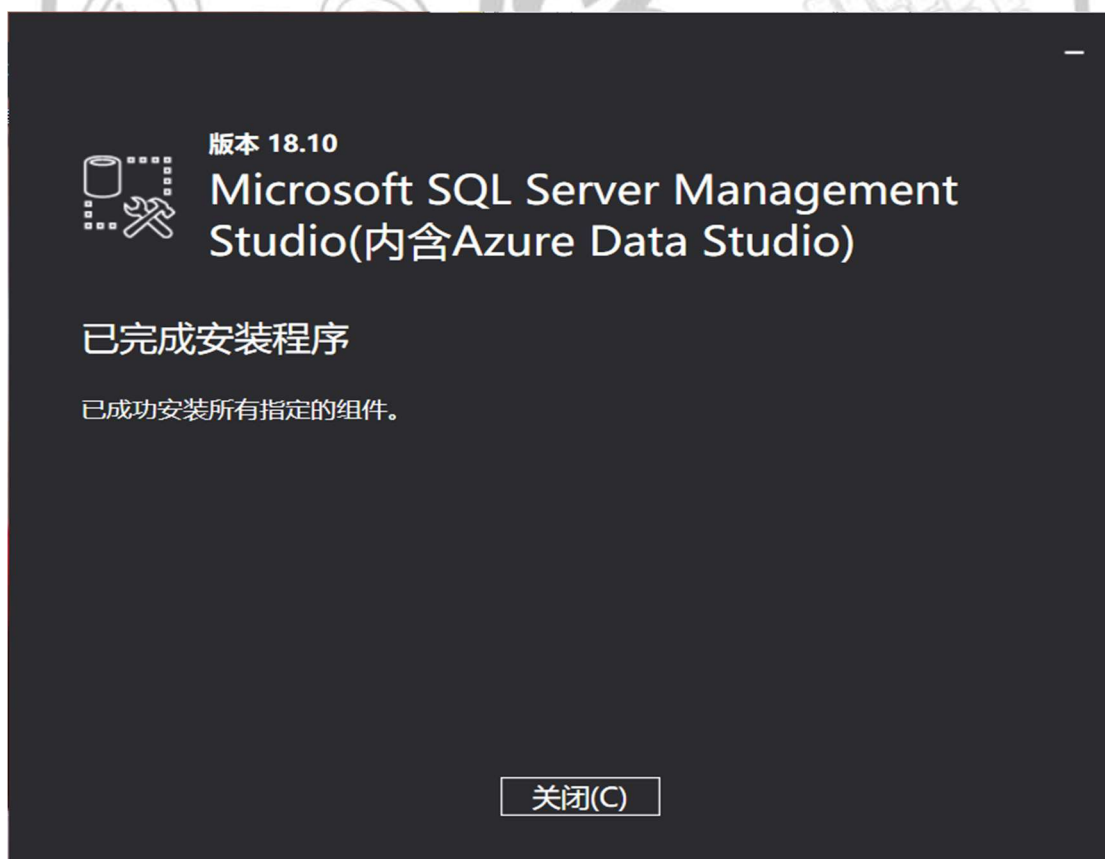 版本 18.10
Microsoft SQL Server Management
Studio(内含Azure Data Studio)
已完成安装程序
已成功安装所有指定的组件。
关闭(C)